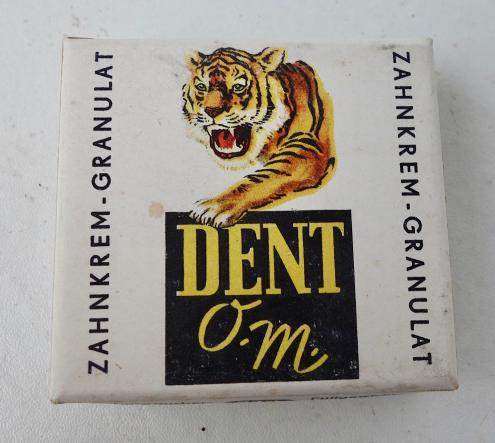 ZAHNKREM-GRANULAT
DENT
O.m.
ZAHNKREM-GRANULAT